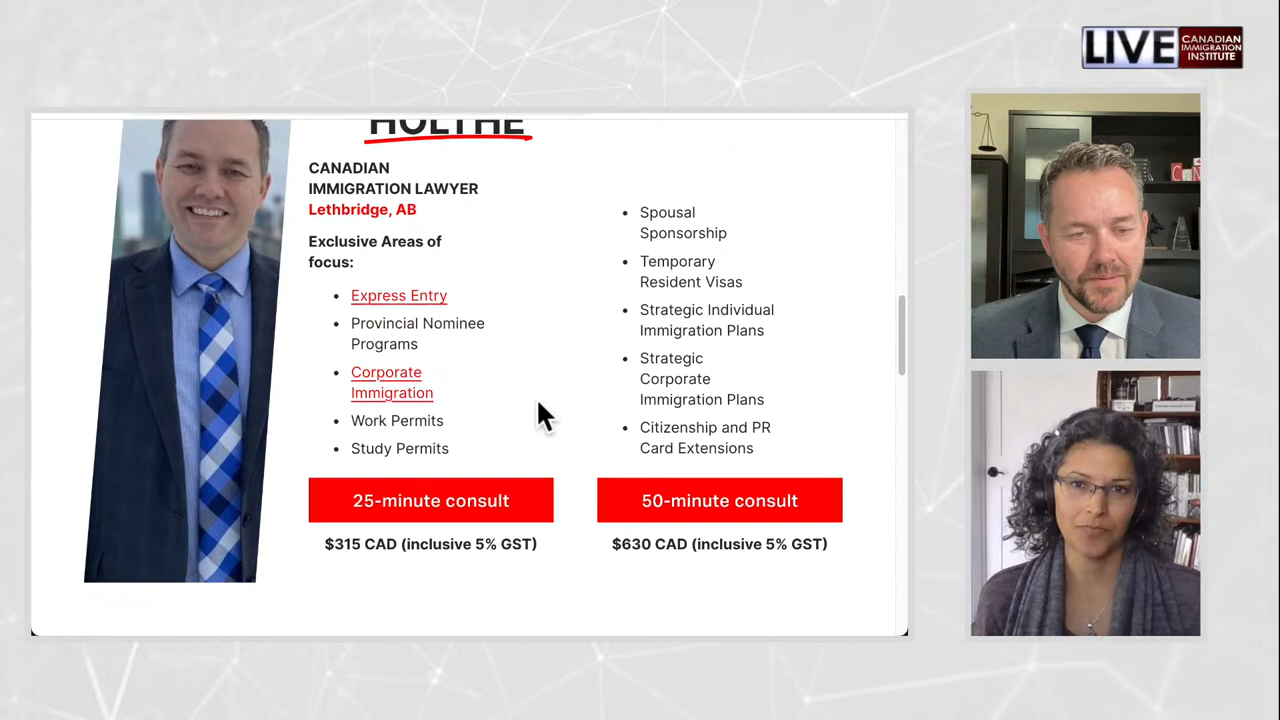 LIVE
CANADIAN
IMMIGRATION
INSTITUTE
HOLTHE
CANADIAN
IMMIGRATION LAWYER
Lethbridge, AB
Exclusive Areas of
focus:
• Express Entry
• Provincial Nominee
Programs
• Corporate
Immigration
• Work Permits
• Study Permits
• Spousal
Sponsorship
• Temporary
Resident Visas
• Strategic Individual
Immigration Plans
• Strategic
Corporate
Immigration Plans
• Citizenship and PR
Card Extensions
25-minute consult
$315 CAD (inclusive 5% GST)
50-minute consult
$630 CAD (inclusive 5% GST)